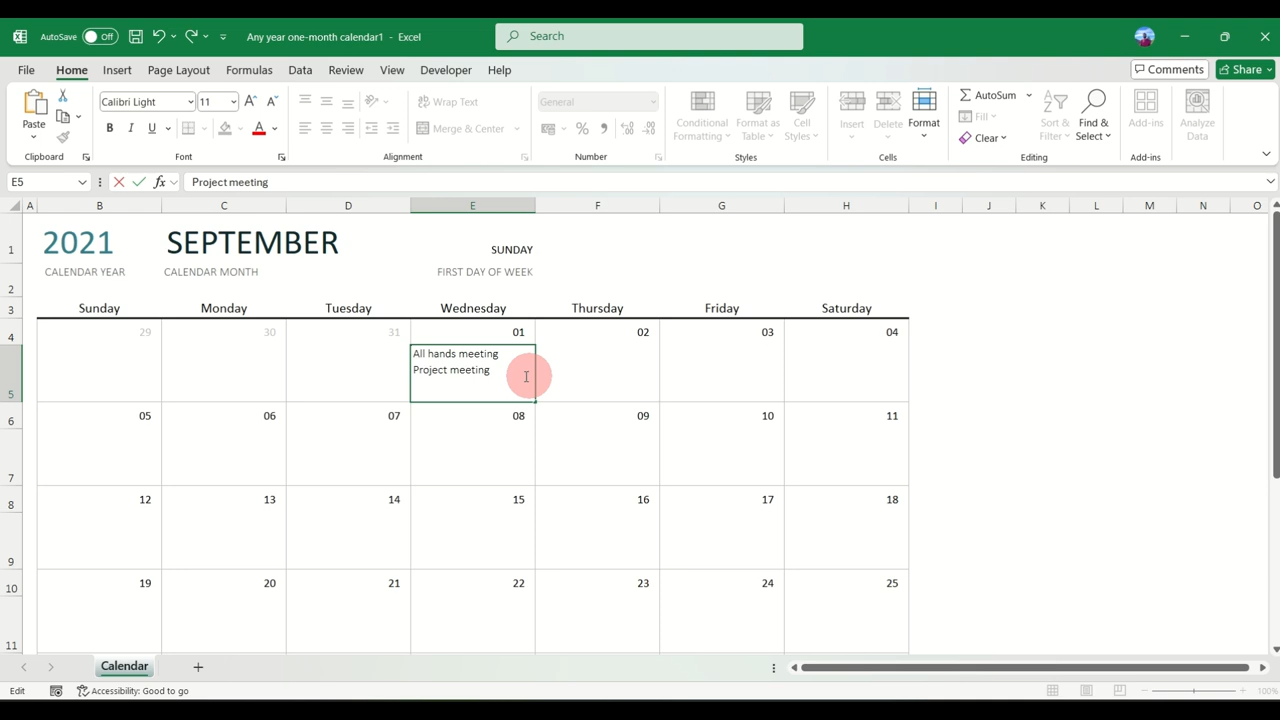 AutoSave Off Any year one-month calendar1 - Excel Search
File Home Insert Page Layout Formulas Data Review View Developer Help Comments Share
Paste Calibri Light 11 Wrap Text General Conditional Formatting Format as Table Cell Styles Insert Delete Format AutoSum Sort & Filter Find & Select Add-ins Analyze Data
B I U A Merge & Center % Fill
Clear
Clipboard Font Alignment Number Styles Cells Editing Add-ins
E5 fx Project meeting
A B C D E F G H I J K L M N O
1 2021 SEPTEMBER SUNDAY
2 CALENDAR YEAR CALENDAR MONTH FIRST DAY OF WEEK
3 Sunday Monday Tuesday Wednesday Thursday Friday Saturday
4 29 30 31 01 02 03 04
All hands meeting
Project meeting
5
6 05 06 07 08 09 10 11
7
8 12 13 14 15 16 17 18
9
10 19 20 21 22 23 24 25
11
Calendar
Edit Accessibility: Good to go 100%